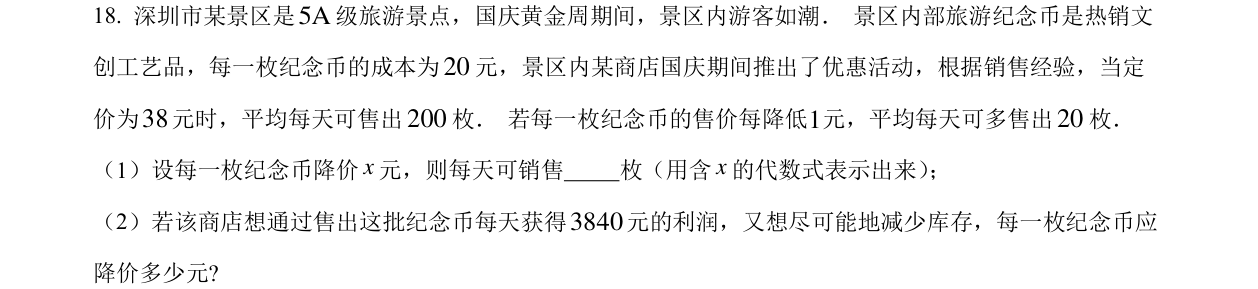 18. 深圳市某景区是5A级旅游景点，国庆黄金周期间，景区内游客如潮． 景区内部旅游纪念币是热销文
创工艺品，每一枚纪念币的成本为20元，景区内某商店国庆期间推出了优惠活动，根据销售经验，当定
价为38元时，平均每天可售出200枚． 若每一枚纪念币的售价每降低1元，平均每天可多售出20枚．
（1）设每一枚纪念币降价x元，则每天可销售_____枚（用含x的代数式表示出来）；
（2）若该商店想通过售出这批纪念币每天获得3840元的利润，又想尽可能地减少库存，每一枚纪念币应
降价多少元?